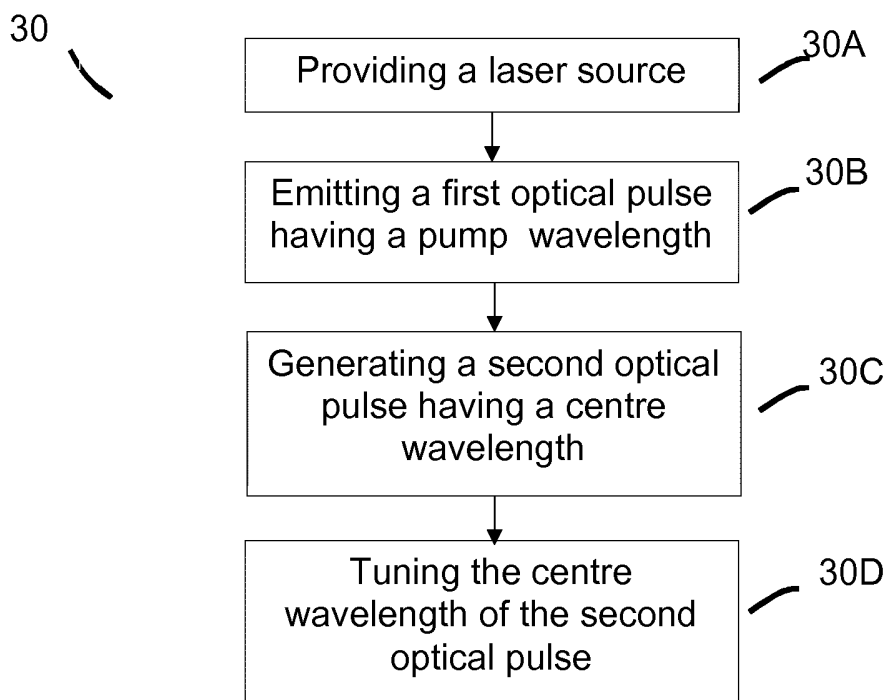 30
Providing a laser source
30A
Emitting a first optical pulse
having a pump wavelength
30B
Generating a second optical
pulse having a centre
wavelength
30C
Tuning the centre
wavelength of the second
optical pulse
30D